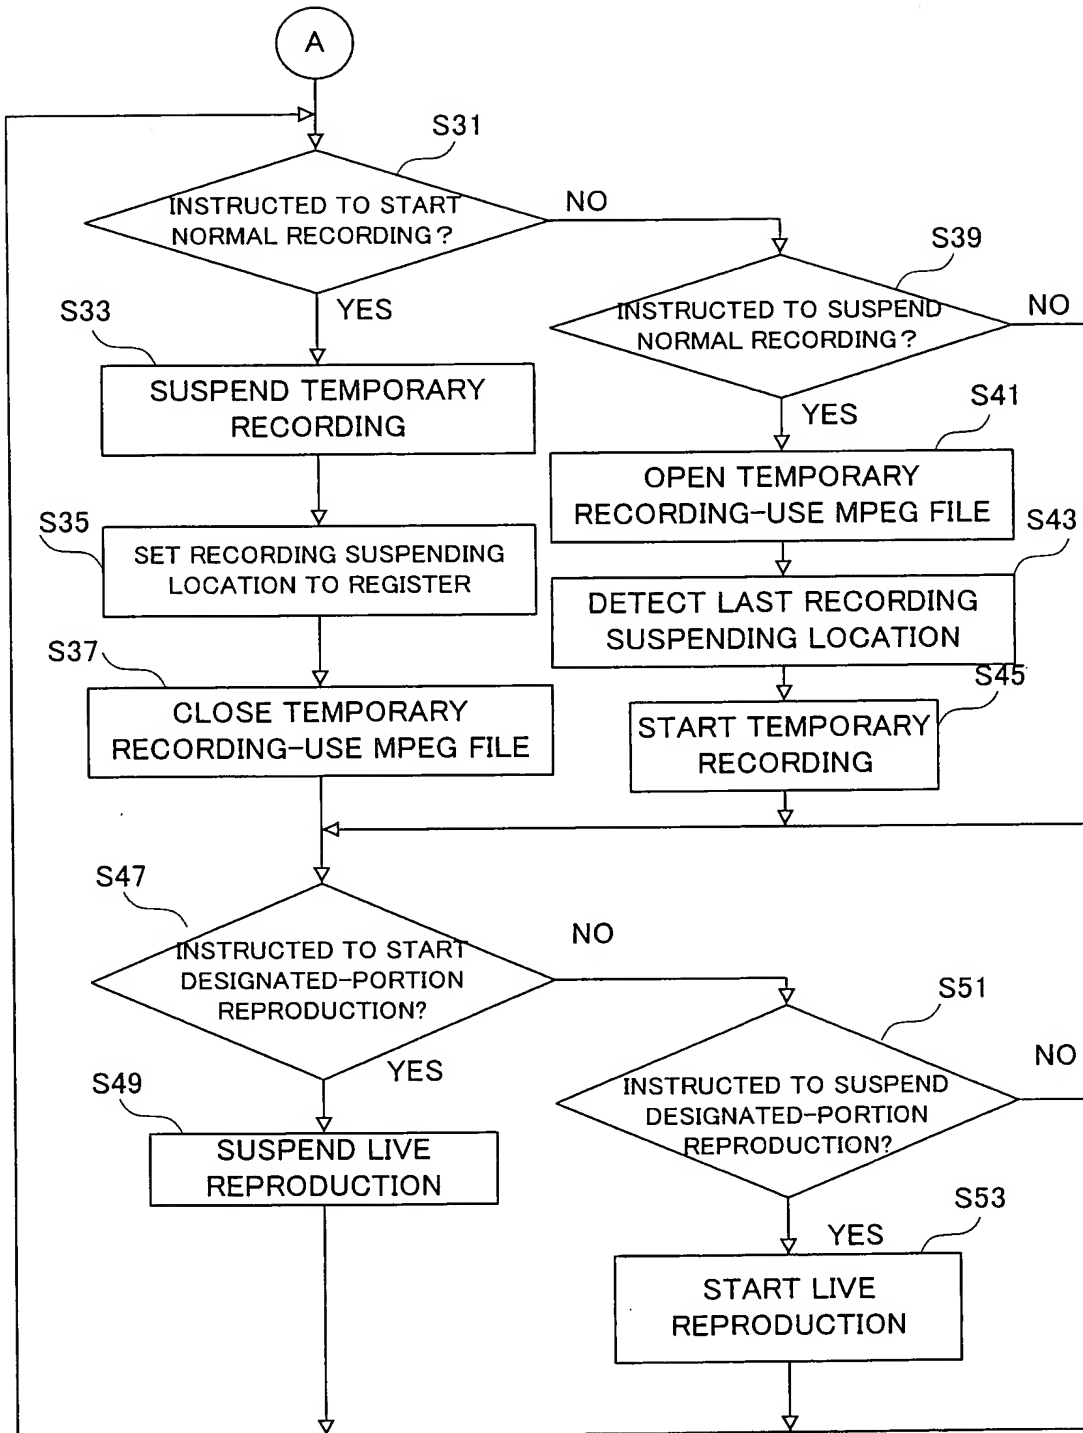 A
S31
INSTRUCTED TO START
NORMAL RECORDING?
NO
S39
INSTRUCTED TO SUSPEND
NORMAL RECORDING?
NO
YES
S33
SUSPEND TEMPORARY
RECORDING
YES
S41
OPEN TEMPORARY
RECORDING-USE MPEG FILE
S35
SET RECORDING SUSPENDING
LOCATION TO REGISTER
S43
DETECT LAST RECORDING
SUSPENDING LOCATION
S37
CLOSE TEMPORARY
RECORDING-USE MPEG FILE
S45
START TEMPORARY
RECORDING
S47
INSTRUCTED TO START
DESIGNATED-PORTION
REPRODUCTION?
NO
S51
INSTRUCTED TO SUSPEND
DESIGNATED-PORTION
REPRODUCTION?
NO
YES
S49
SUSPEND LIVE
REPRODUCTION
YES
S53
START LIVE
REPRODUCTION